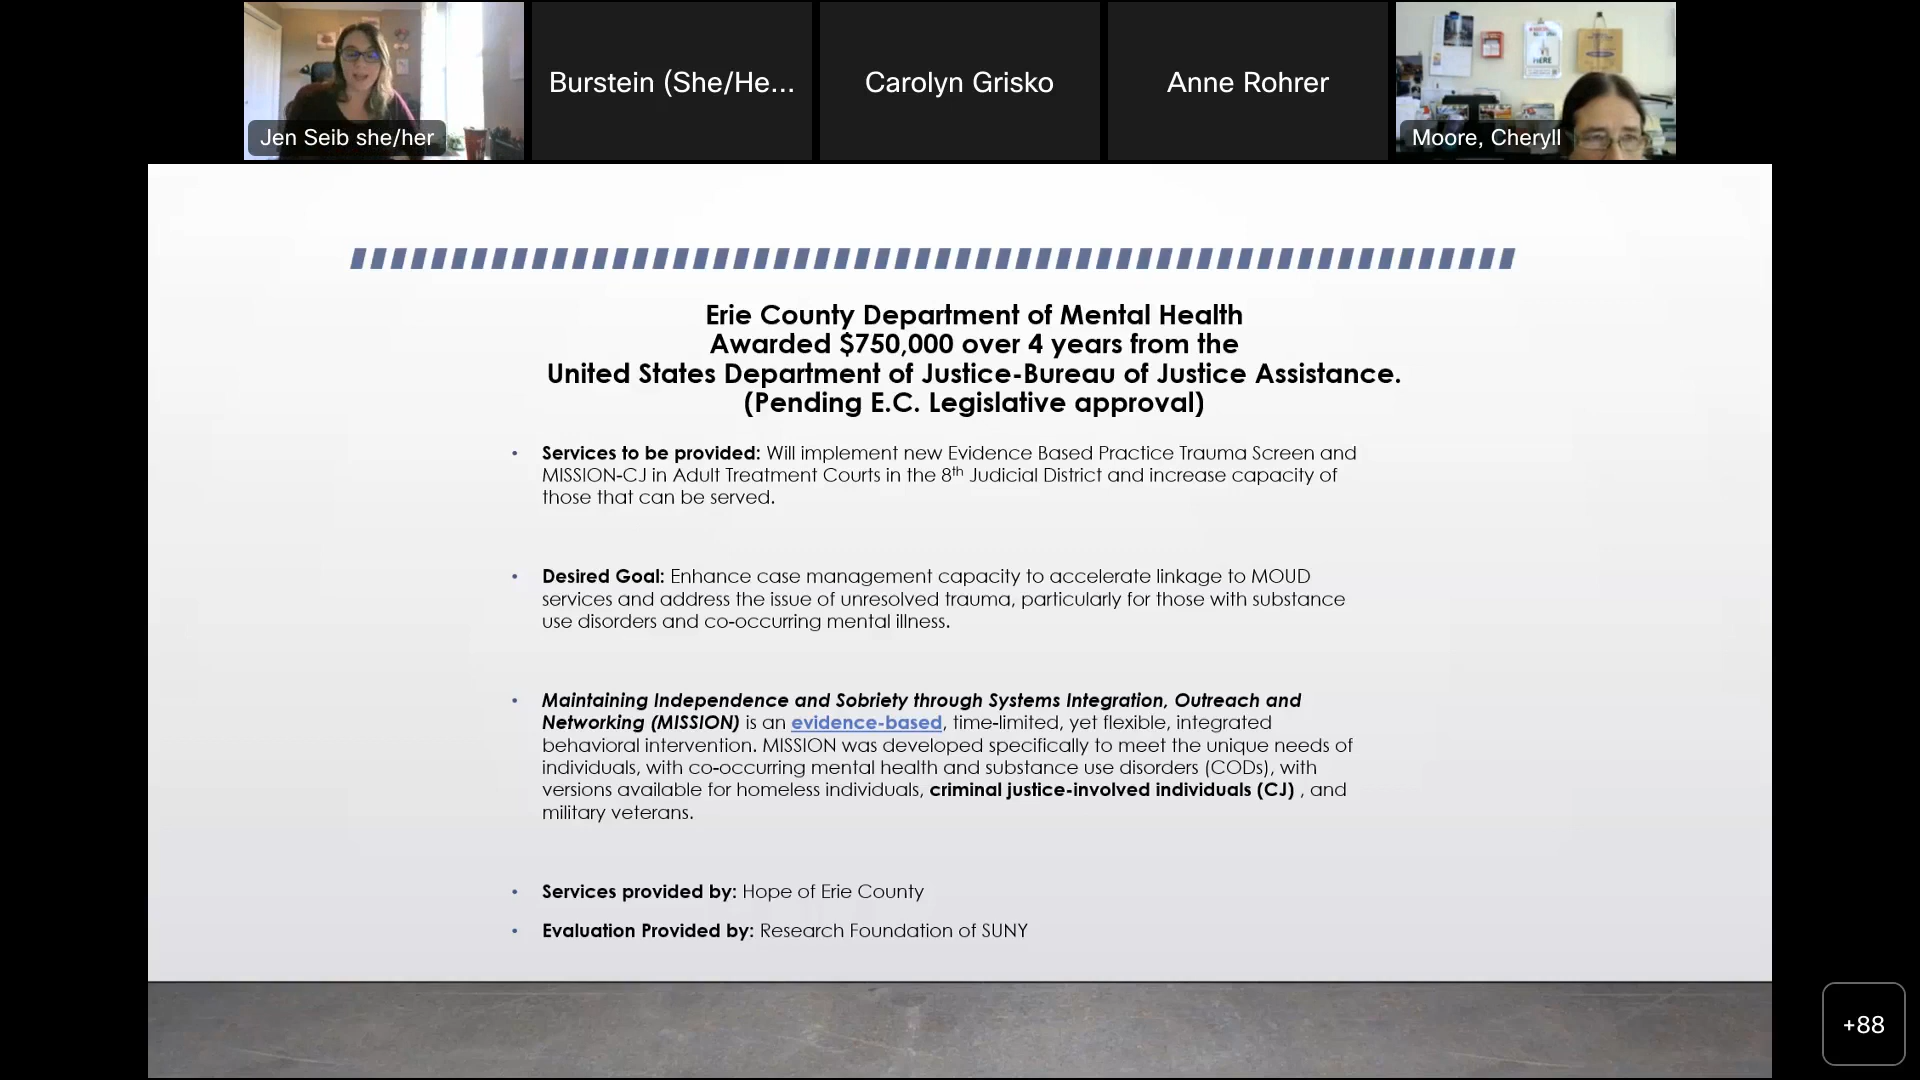 Jen Seib she/her
Burstein (She/He...
Carolyn Grisko
Anne Rohrer
HERE
Moore, Cheryll
Erie County Department of Mental Health
Awarded $750,000 over 4 years from the
United States Department of Justice-Bureau of Justice Assistance.
(Pending E.C. Legislative approval)
• Services to be provided: Will implement new Evidence Based Practice Trauma Screen and
MISSION-CJ in Adult Treatment Courts in the 8th Judicial District and increase capacity of
those that can be served.
• Desired Goal: Enhance case management capacity to accelerate linkage to MOUD
services and address the issue of unresolved trauma, particularly for those with substance
use disorders and co-occurring mental illness.
• Maintaining Independence and Sobriety through Systems Integration, Outreach and
Networking (MISSION) is an evidence-based, time-limited, yet flexible, integrated
behavioral intervention. MISSION was developed specifically to meet the unique needs of
individuals, with co-occurring mental health and substance use disorders (CODs), with
versions available for homeless individuals, criminal justice-involved individuals (CJ) , and
military veterans.
• Services provided by: Hope of Erie County
• Evaluation Provided by: Research Foundation of SUNY
+88